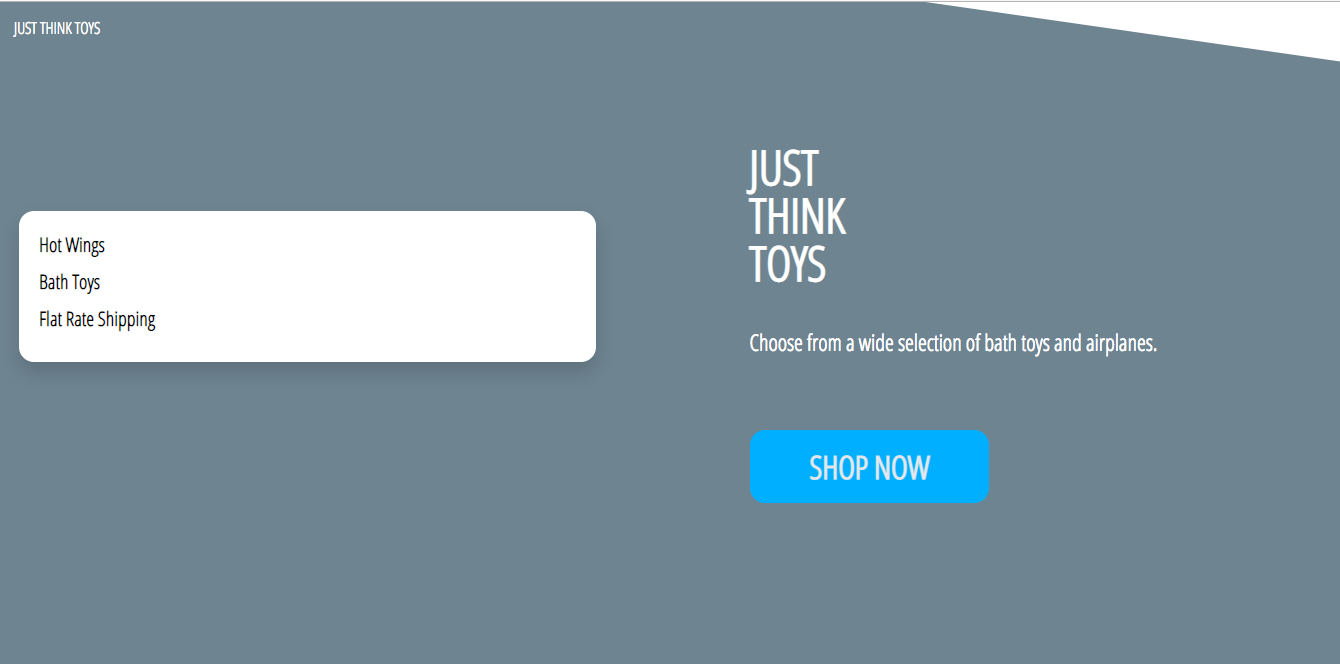 JUST THINK TOYS
Hot Wings
Bath Toys
Flat Rate Shipping
JUST
THINK
TOYS
Choose from a wide selection of bath toys and airplanes.
SHOP NOW